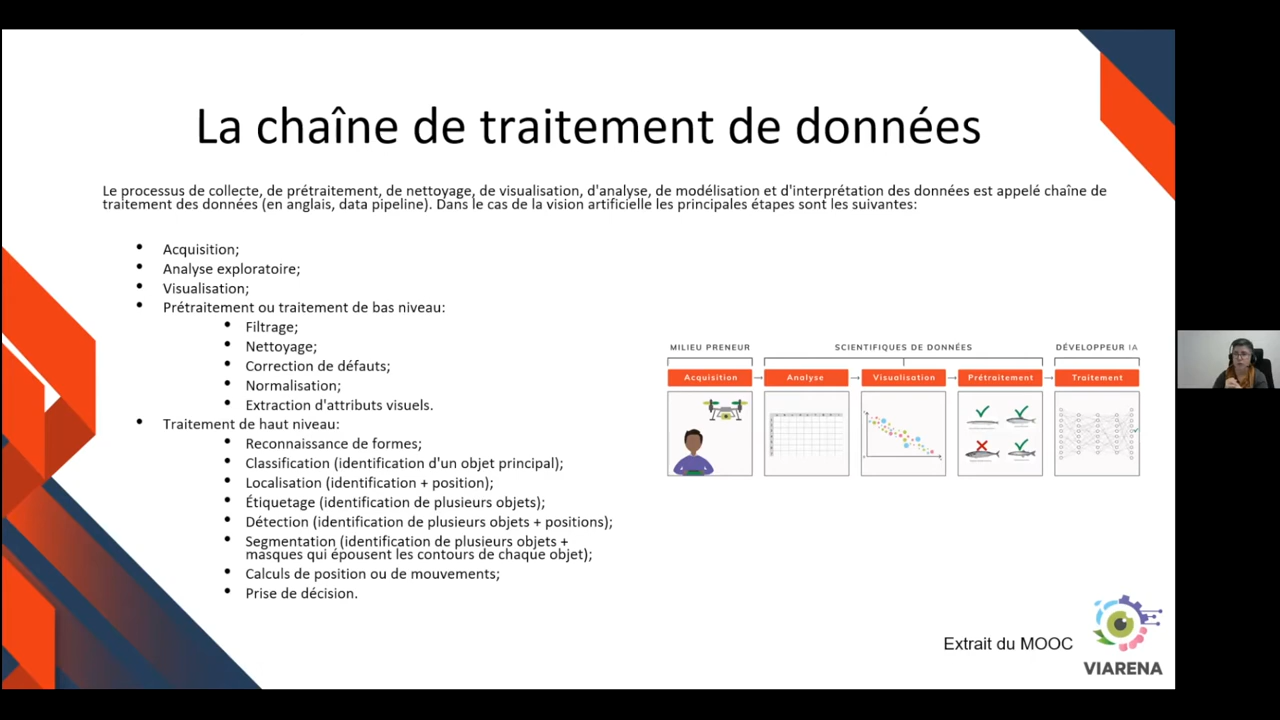 La chaîne de traitement de données
Le processus de collecte, de prétraitement, de nettoyage, de visualisation, d'analyse, de modélisation et d'interprétation des données est appelé chaîne de
traitement des données (en anglais, data pipeline). Dans le cas de la vision artificielle les principales étapes sont les suivantes:
• Acquisition;
• Analyse exploratoire;
• Visualisation;
• Prétraitement ou traitement de bas niveau:
• Filtrage;
• Nettoyage;
• Correction de défauts;
• Normalisation;
• Extraction d'attributs visuels.
• Traitement de haut niveau:
• Reconnaissance de formes;
• Classification (identification d'un objet principal);
• Localisation (identification + position);
• Étiquetage (identification de plusieurs objets);
• Détection (identification de plusieurs objets + positions);
• Segmentation (identification de plusieurs objets +
masques qui épousent les contours de chaque objet);
• Calculs de position ou de mouvements;
• Prise de décision.
MILIEU PRENEUR SCIENTIFIQUES DE DONNÉES DÉVELOPPEUR IA
Acquisition Analyse Visualisation Prétraitement Traitement
Extrait du MOOC
VIARENA